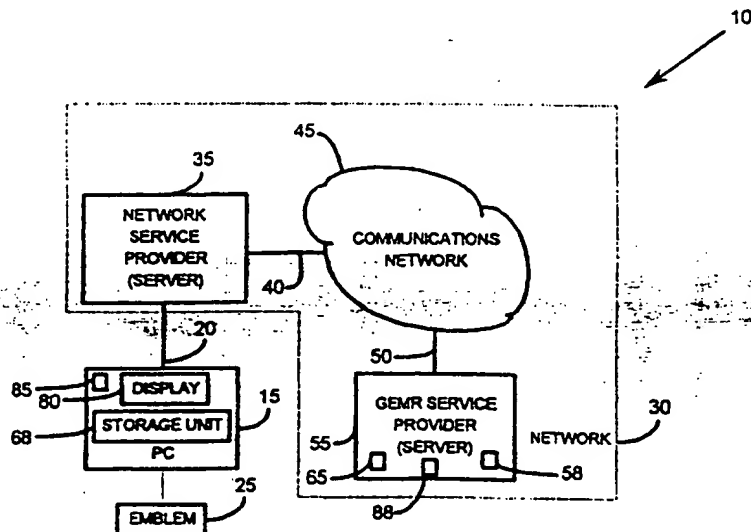 10
45
35
NETWORK
SERVICE
PROVIDER
(SERVER)
COMMUNICATIONS
NETWORK
40
20
50
85
DISPLAY
80
15
GEMR SERVICE
PROVIDER
(SERVER)
55
NETWORK
30
68
STORAGE UNIT
PC
65
58
88
25
EMBLEM